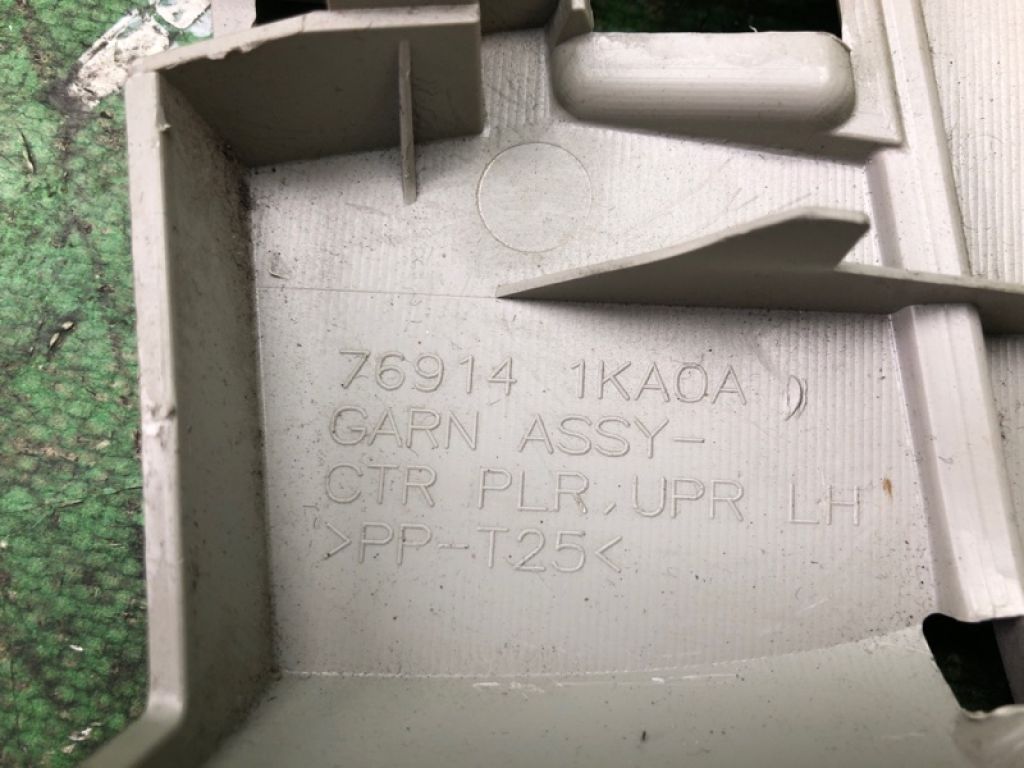 76914 1KA0A
GARN ASSY-
CTR PLR,UPR LH
>PP-T25<